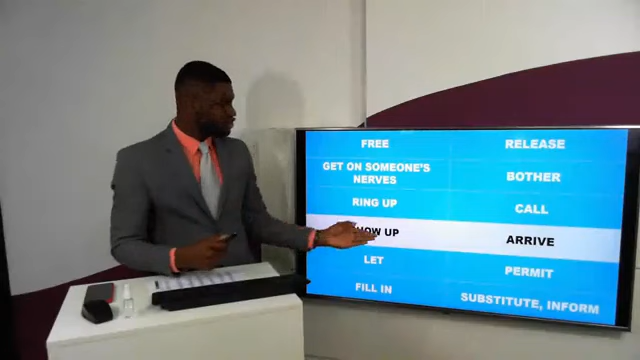 FREE RELEASE
GET ON SOMEONE'S
NERVES BOTHER
RING UP CALL
UP ARRIVE
LET PERMIT
FILL IN SUBSTITUTE, INFORM